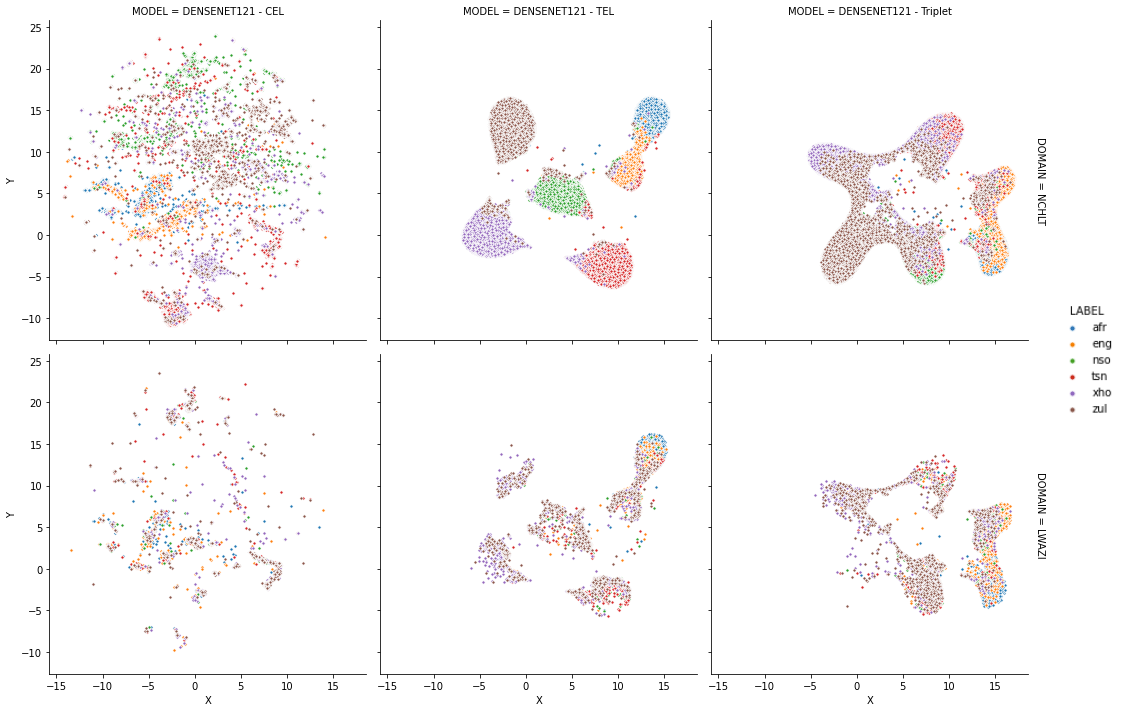 MODEL = DENSENET121 - CEL
MODEL = DENSENET121 - TEL
MODEL = DENSENET121 - Triplet
25
20
15
10
5
0
−5
−10
Y
DOMAIN = NCHLT
LABEL
afr
eng
nso
tsn
xho
zul
25
20
15
10
5
0
−5
−10
Y
DOMAIN = LWAZI
−15 −10 −5 0 5 10 15
−15 −10 −5 0 5 10 15
−15 −10 −5 0 5 10 15
X
X
X